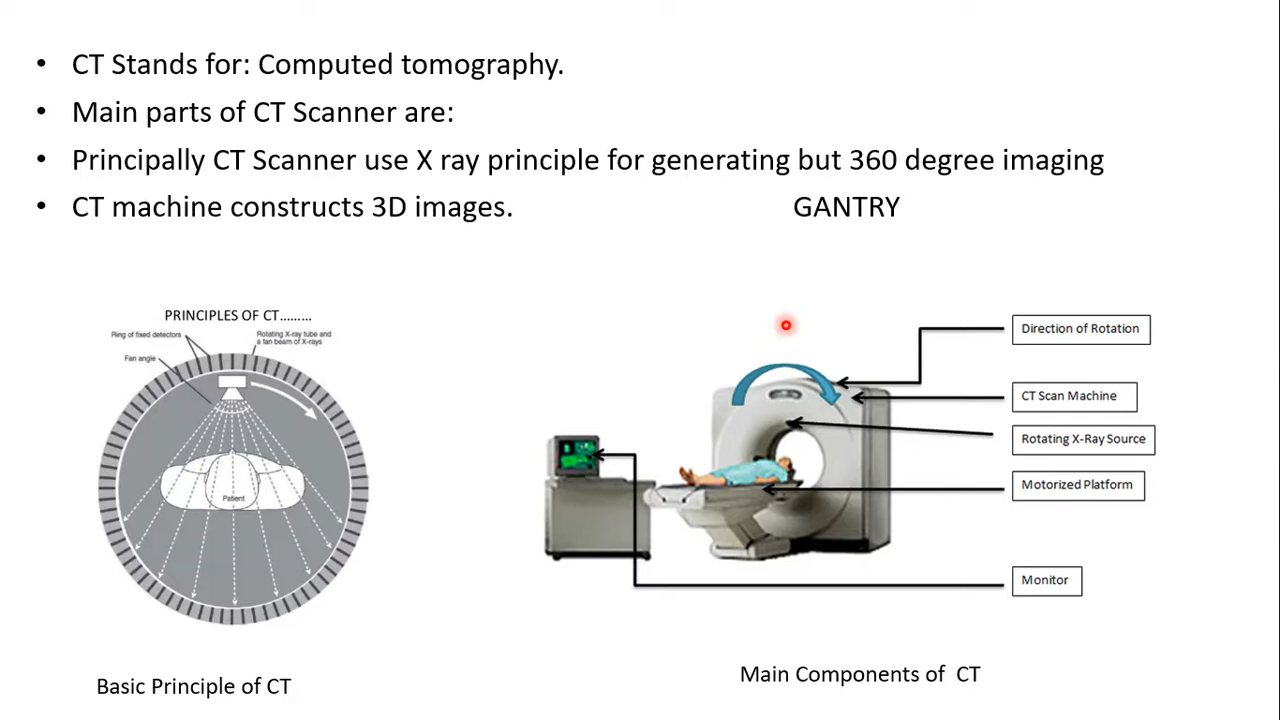 • CT Stands for: Computed tomography.
• Main parts of CT Scanner are:
• Principally CT Scanner use X ray principle for generating but 360 degree imaging
• CT machine constructs 3D images.
GANTRY
PRINCIPLES OF CT.........
Ring of fixed detectors
Rotating X-ray tube and
a fan beam of X-rays
Fan angle
Patient
Basic Principle of CT
Direction of Rotation
CT Scan Machine
Rotating X-Ray Source
Motorized Platform
Monitor
Main Components of  CT